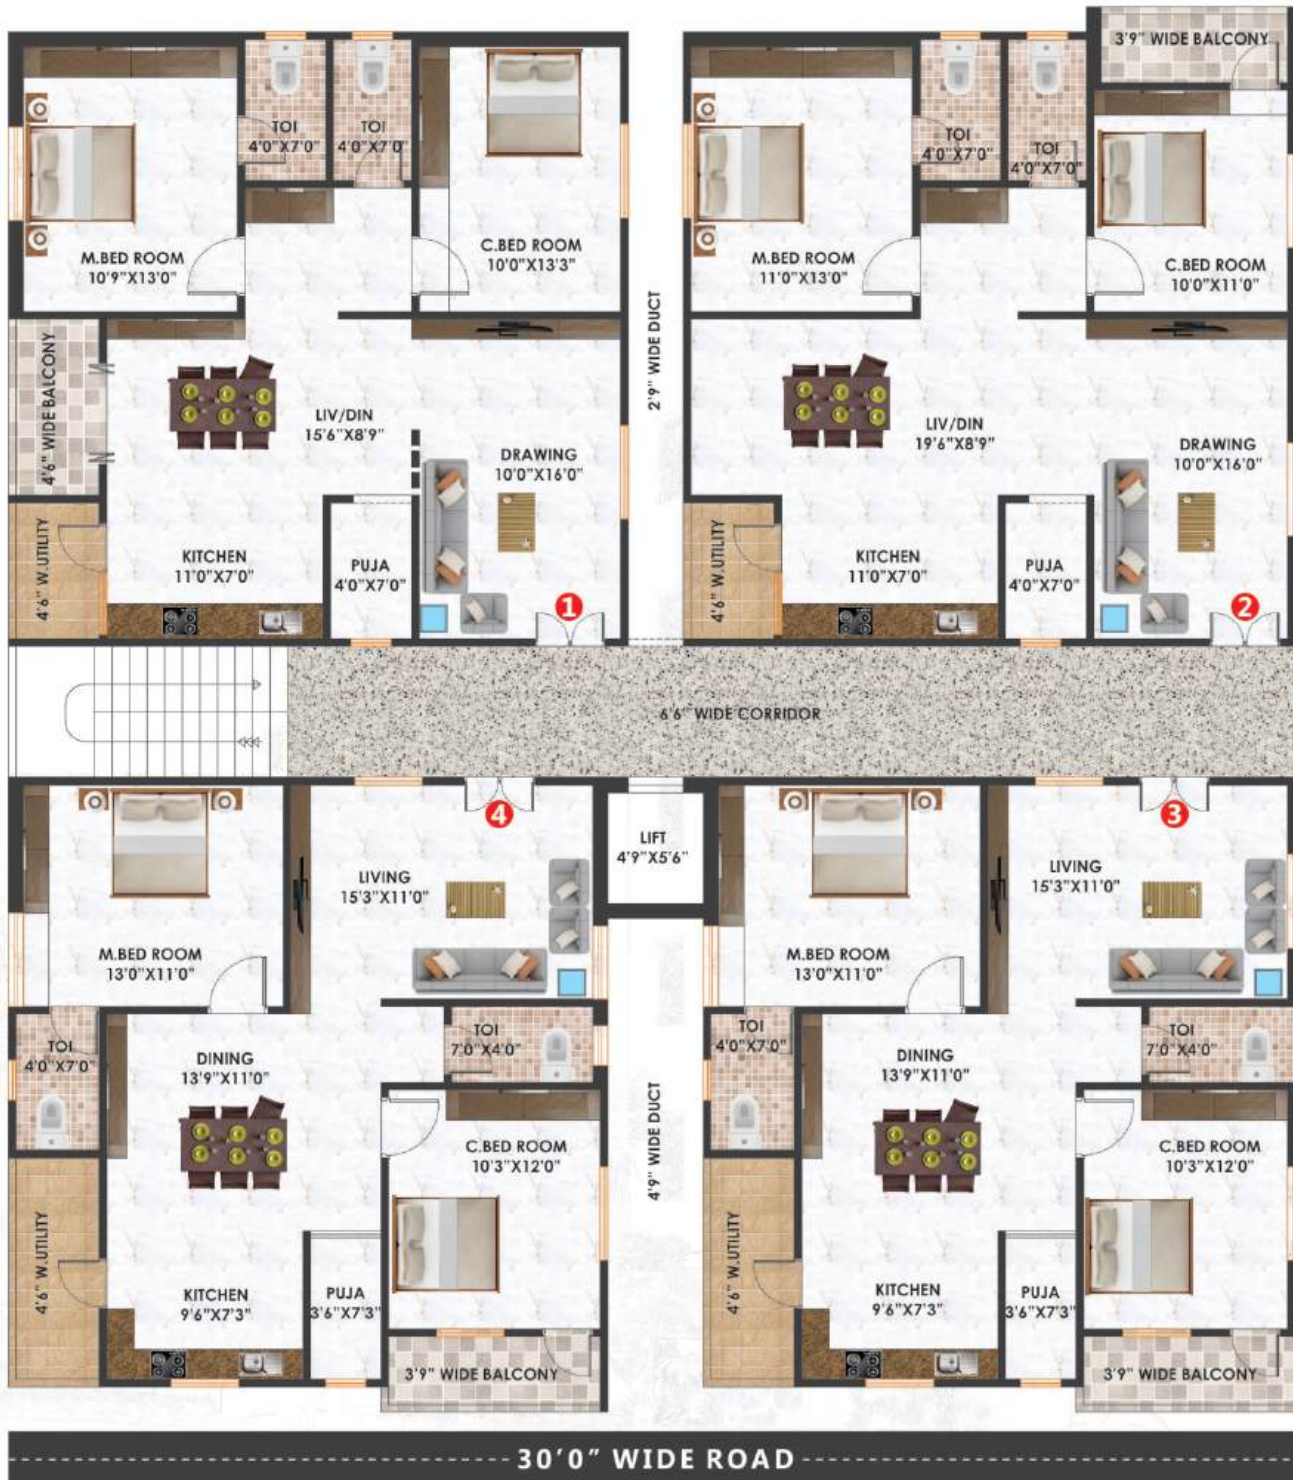 3'9" WIDE BALCONY
TOI
4'0"X7'0"
TOI
4'0"X7'0"
M.BED ROOM
10'9"X13'0"
C.BED ROOM
10'0"X13'3"
TOI
4'0"X7'0"
TOI
4'0"X7'0"
M.BED ROOM
11'0"X13'0"
C.BED ROOM
10'0"X11'0"
2'9" WIDE DUCT
4'6" WIDE BALCONY
LIV/DIN
15'6"X8'9"
DRAWING
10'0"X16'0"
LIV/DIN
19'6"X8'9"
DRAWING
10'0"X16'0"
4'6" W.UTILITY
KITCHEN
11'0"X7'0"
PUJA
4'0"X7'0"
1
4'6" W.UTILITY
KITCHEN
11'0"X7'0"
PUJA
4'0"X7'0"
2
6'6" WIDE CORRIDOR
4
3
LIFT
4'9"X5'6"
LIVING
15'3"X11'0"
M.BED ROOM
13'0"X11'0"
LIVING
15'3"X11'0"
M.BED ROOM
13'0"X11'0"
TOI
4'0"X7'0"
DINING
13'9"X11'0"
TOI
7'0"X4'0"
TOI
4'0"X7'0"
DINING
13'9"X11'0"
TOI
7'0"X4'0"
4'9" WIDE DUCT
C.BED ROOM
10'3"X12'0"
C.BED ROOM
10'3"X12'0"
4'6" W.UTILITY
KITCHEN
9'6"X7'3"
PUJA
3'6"X7'3"
4'6" W.UTILITY
KITCHEN
9'6"X7'3"
PUJA
3'6"X7'3"
3'9" WIDE BALCONY
3'9" WIDE BALCONY
30'0" WIDE ROAD